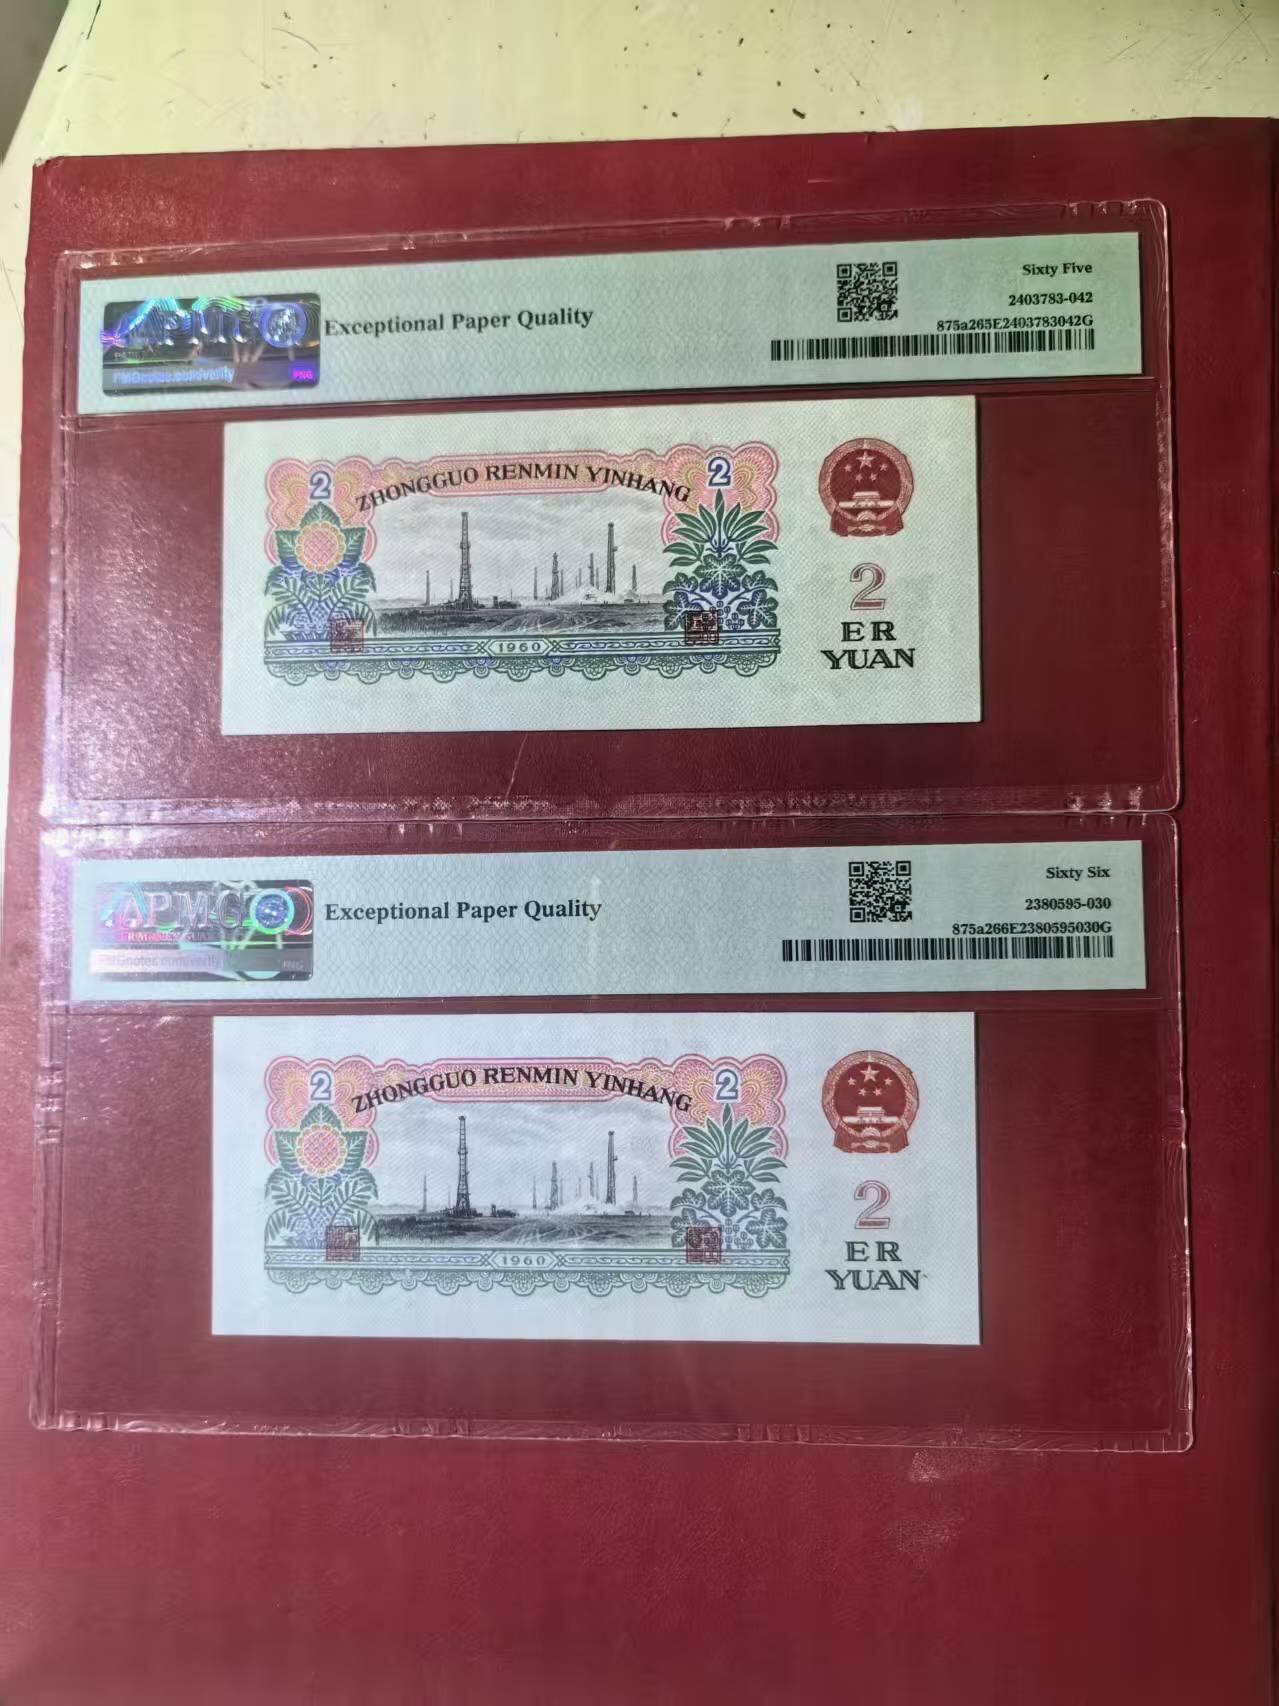 Sixty Five
2403783-042
875a265E2403783042G
PMG
Exceptional Paper Quality
PMGnotes.com/verify
PMG
2
ZHONGGUO RENMIN YINHANG
2
2
ER
YUAN
1960
Sixty Six
2380595-030
875a266E2380595030G
PMG
Exceptional Paper Quality
PMGnotes.com/verify
PMG
2
ZHONGGUO RENMIN YINHANG
2
2
ER
YUAN
1960